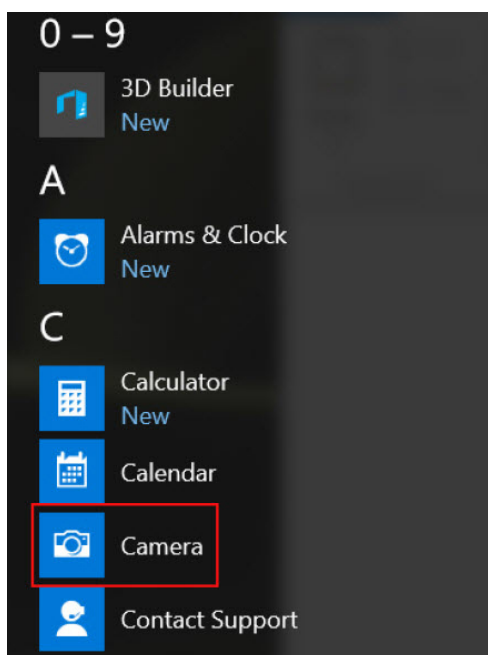 0 – 9
3D Builder
New
A
Alarms & Clock
New
C
Calculator
New
Calendar
Camera
Contact Support